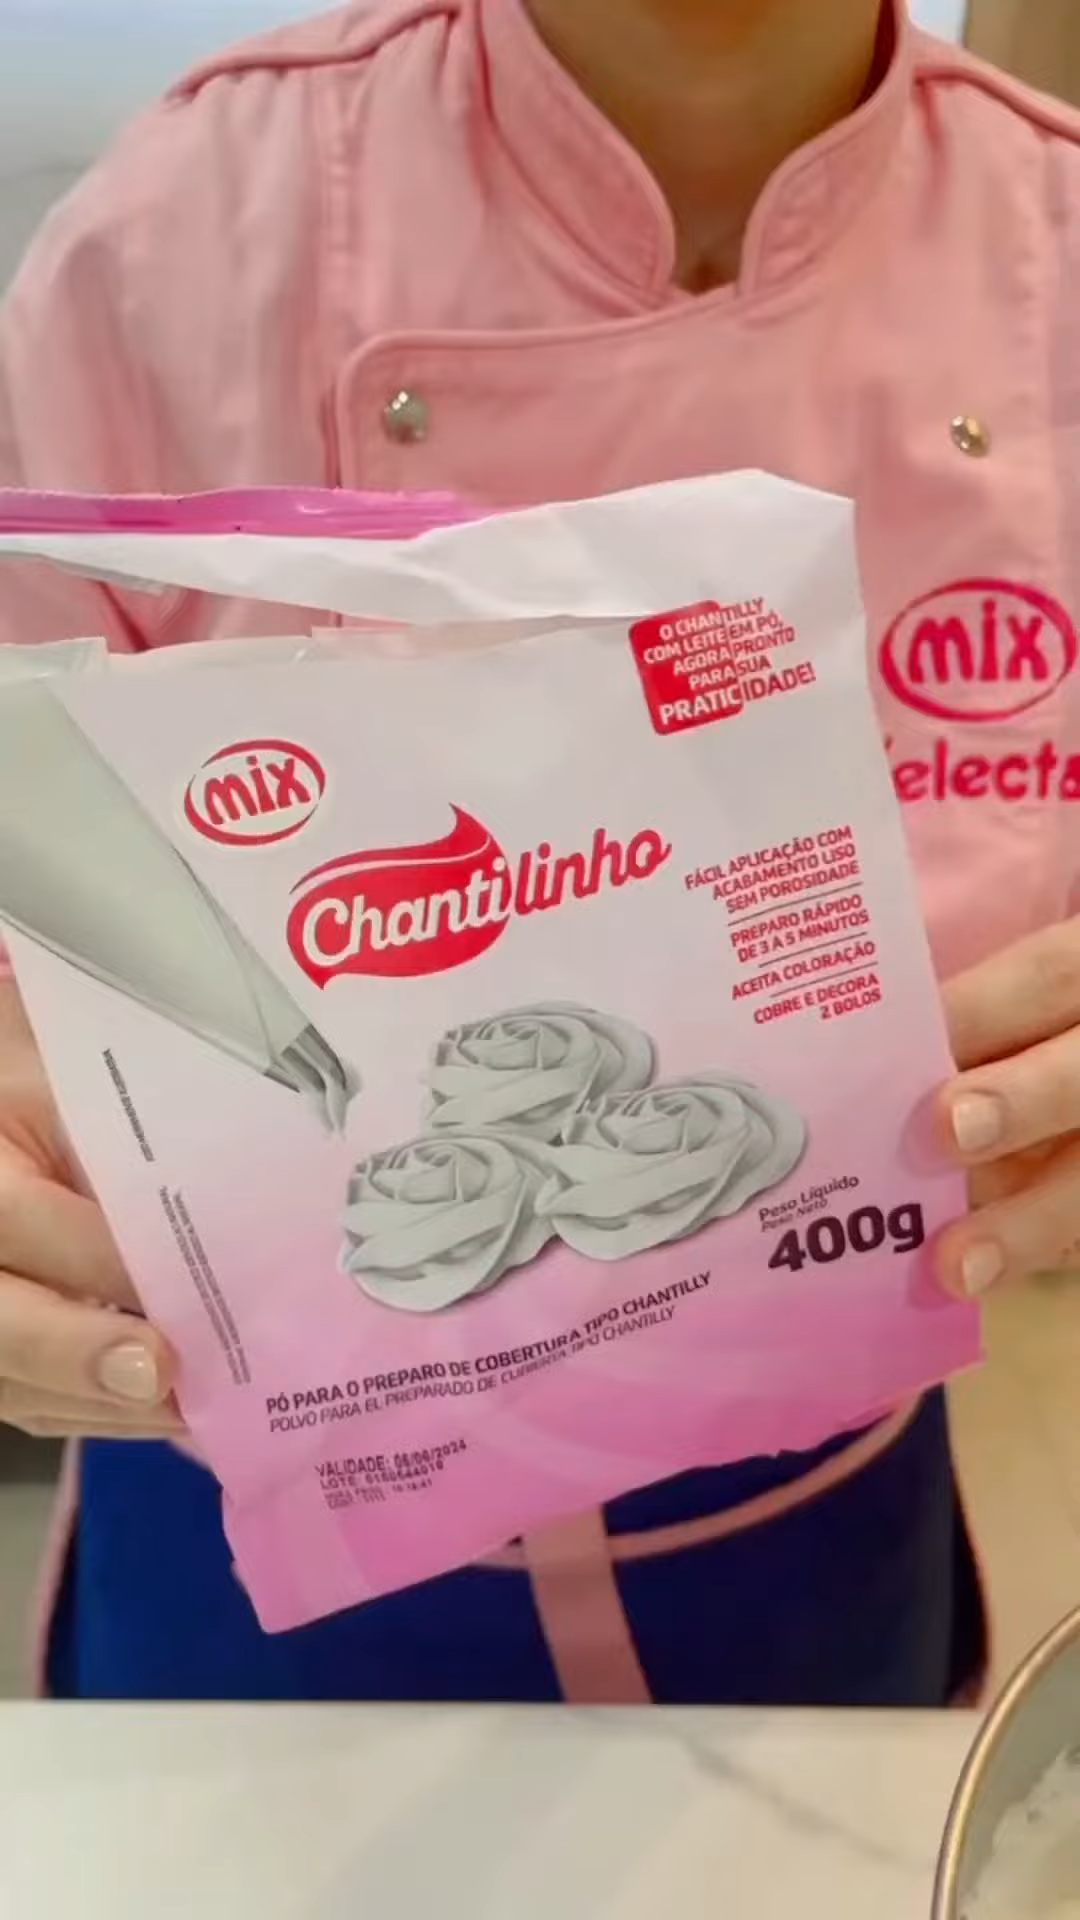 O CHANTILLY
COM LEITE EM PÓ,
AGORA PRONTO
PARA SUA
PRATICIDADE!
mix
mix
electa
Chantilinho
FÁCIL APLICAÇÃO COM
ACABAMENTO LISO
SEM POROSIDADE
PREPARO RÁPIDO
DE 3 A 5 MINUTOS
ACEITA COLORAÇÃO
COBRE E DECORA
2 BOLOS
Peso Líquido
Peso Neto
400g
PÓ PARA O PREPARO DE COBERTURA TIPO CHANTILLY
POLVO PARA EL PREPARADO DE CUBIERTA TIPO CHANTILLY
VALIDADE: 06/06/2024
LOTE: